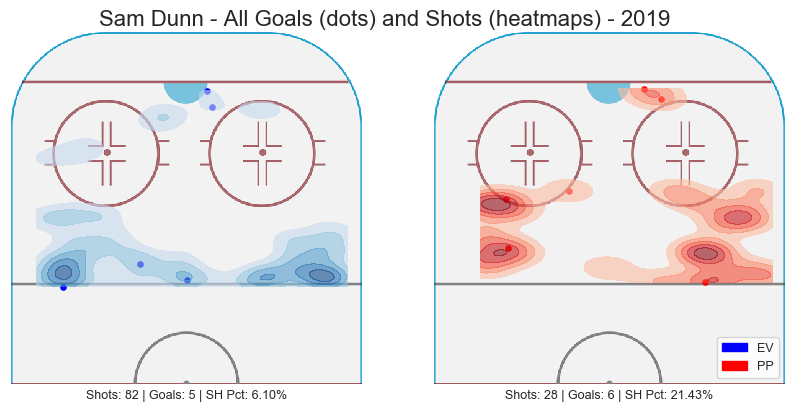 Sam Dunn - All Goals (dots) and Shots (heatmaps) - 2019
EV
PP
Shots: 82 | Goals: 5 | SH Pct: 6.10%
Shots: 28 | Goals: 6 | SH Pct: 21.43%